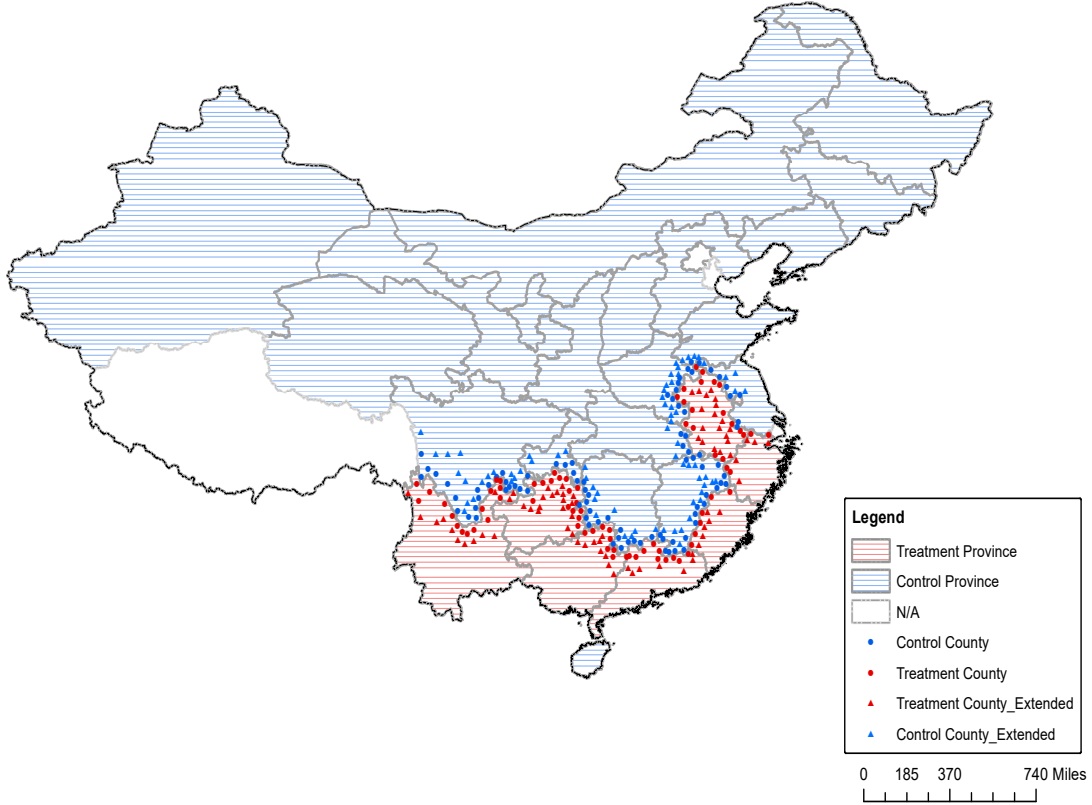 Legend
Treatment Province
Control Province
N/A
Control County
Treatment County
Treatment County_Extended
Control County_Extended
0 185 370 740 Miles